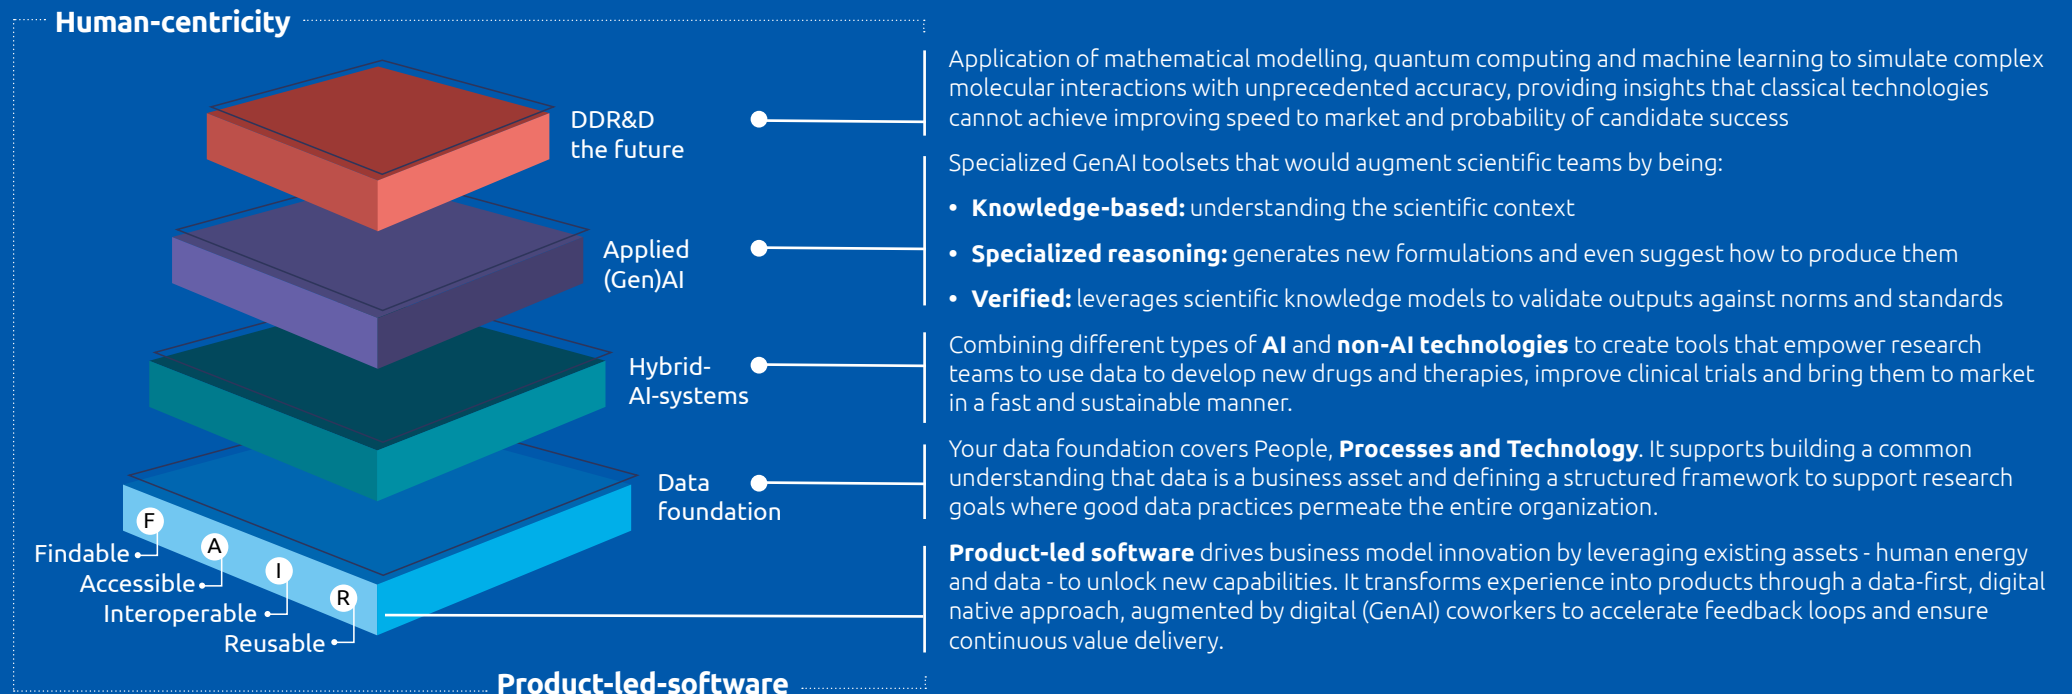 Human-centricity
DDR&D
the future
Application of mathematical modelling, quantum computing and machine learning to simulate complex
molecular interactions with unprecedented accuracy, providing insights that classical technologies
cannot achieve improving speed to market and probability of candidate success
Applied
(Gen)AI
Specialized GenAI toolsets that would augment scientific teams by being:
• Knowledge-based: understanding the scientific context
• Specialized reasoning: generates new formulations and even suggest how to produce them
• Verified: leverages scientific knowledge models to validate outputs against norms and standards
Hybrid-
AI-systems
Combining different types of AI and non-AI technologies to create tools that empower research
teams to use data to develop new drugs and therapies, improve clinical trials and bring them to market
in a fast and sustainable manner.
Data
foundation
Your data foundation covers People, Processes and Technology. It supports building a common
understanding that data is a business asset and defining a structured framework to support research
goals where good data practices permeate the entire organization.
F
A
I
R
Findable
Accessible
Interoperable
Reusable
Product-led software drives business model innovation by leveraging existing assets - human energy
and data - to unlock new capabilities. It transforms experience into products through a data-first, digital
native approach, augmented by digital (GenAI) coworkers to accelerate feedback loops and ensure
continuous value delivery.
Product-led-software